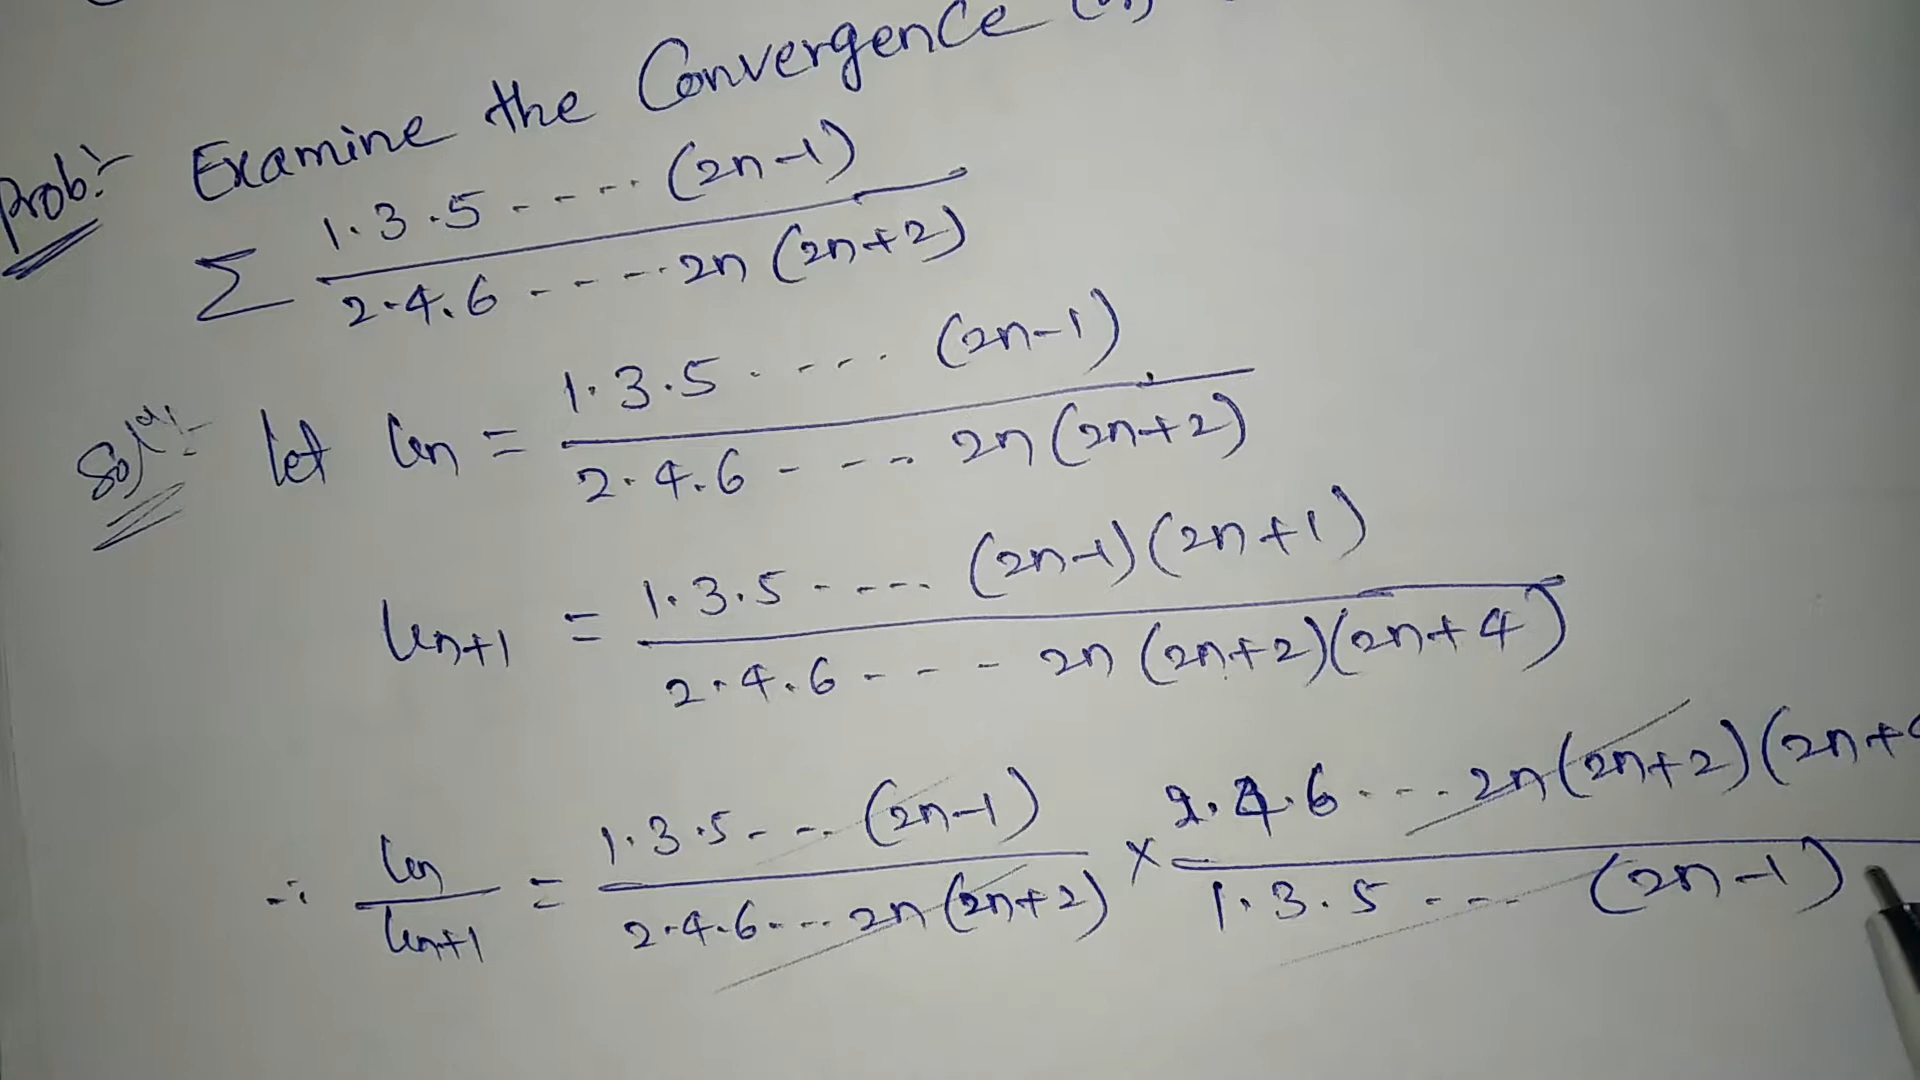 Prob:- Examine the Convergence
Σ 1.3.5----(2n-1) / 2.4.6----2n(2n+2)
Soln:- let Un = 1.3.5.---(2n-1) / 2.4.6----2n(2n+2)
Un+1 = 1.3.5----(2n-1)(2n+1) / 2.4.6---2n(2n+2)(2n+4)
∴ Un/Un+1 = 1.3.5---(2n-1) / 2.4.6---2n(2n+2) × 2.4.6---2n(2n+2)(2n+ / 1.3.5---(2n-1)